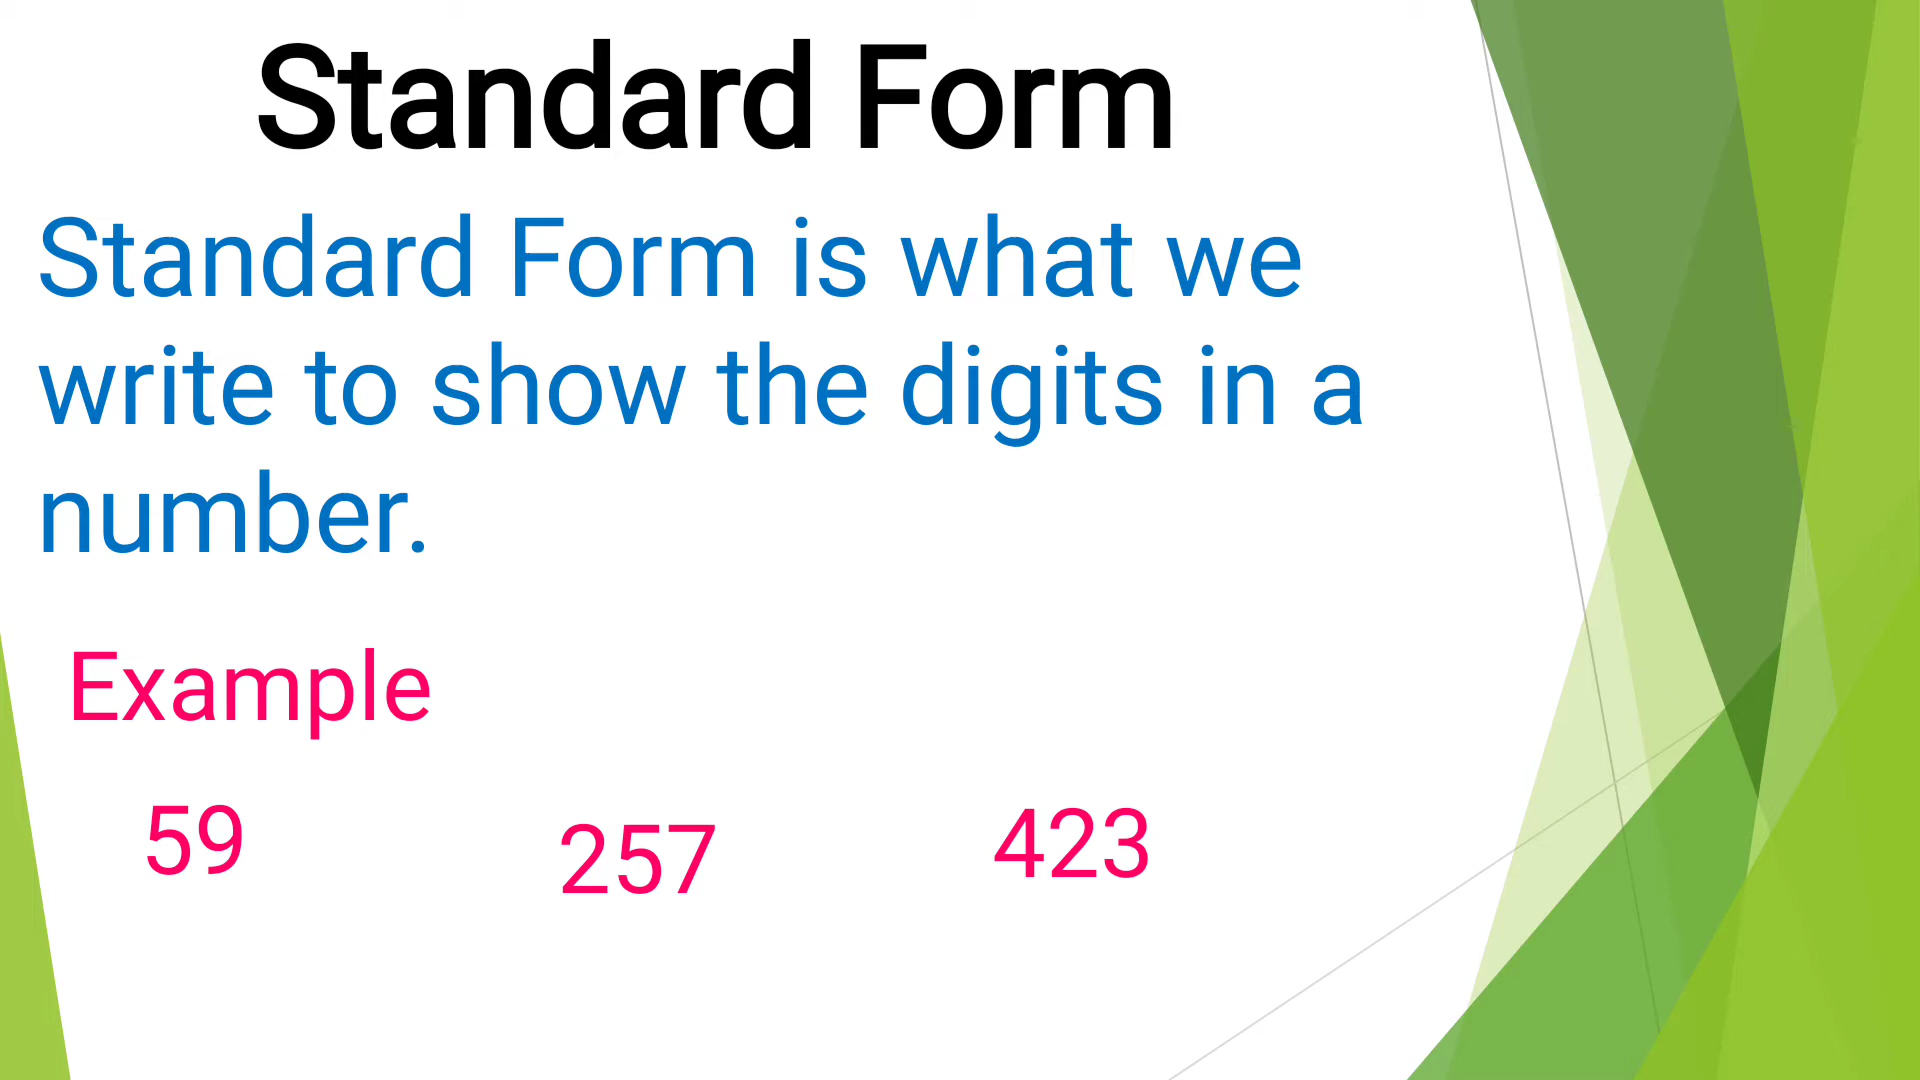 Standard Form
Standard Form is what we
write to show the digits in a
number.
Example
59 257 423